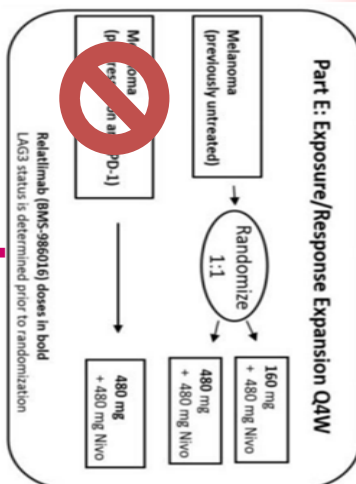 Part E: Exposure/Response Expansion Q4W
Melanoma
(previously untreated)
Randomize
1:1
160 mg
+ 480 mg Nivo
480 mg
+ 480 mg Nivo
PD-1)
480 mg
+ 480 mg Nivo
Relatlimab (BMS-986016) doses in bold
LAG3 status is determined prior to randomization